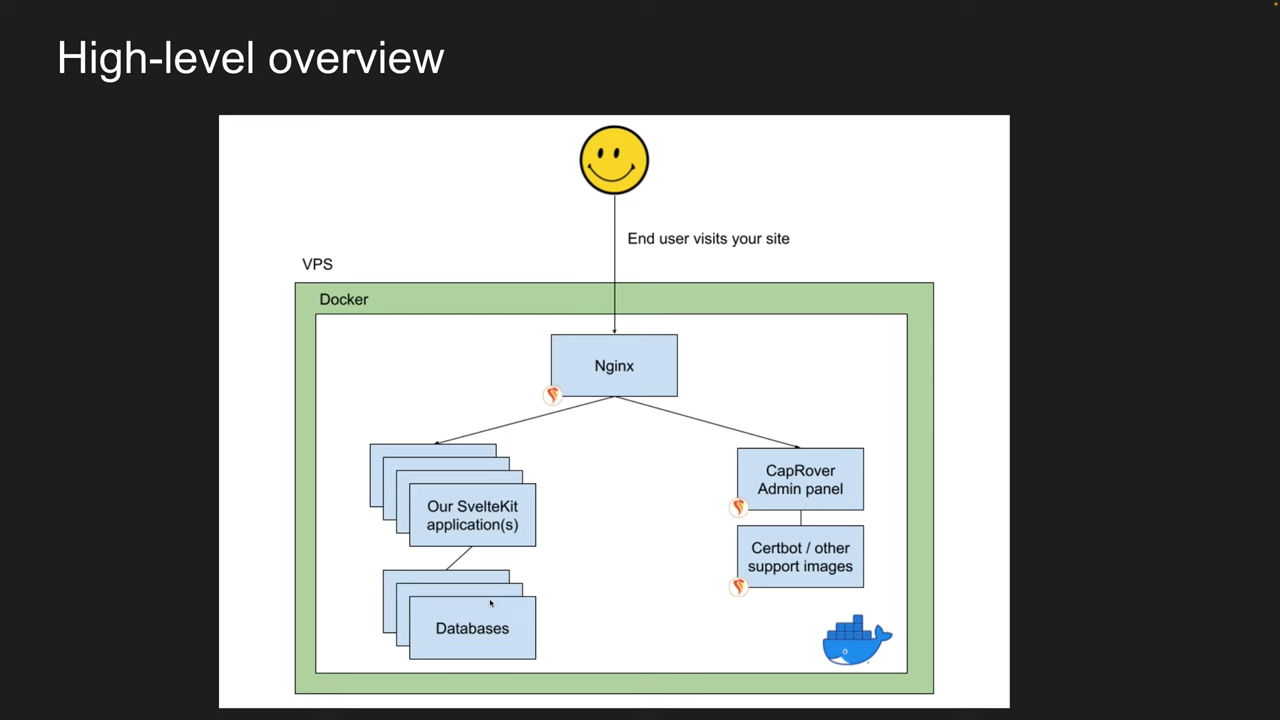 High-level overview
End user visits your site
VPS
Docker
Nginx
Our SvelteKit
application(s)
Databases
CapRover
Admin panel
Certbot / other
support images